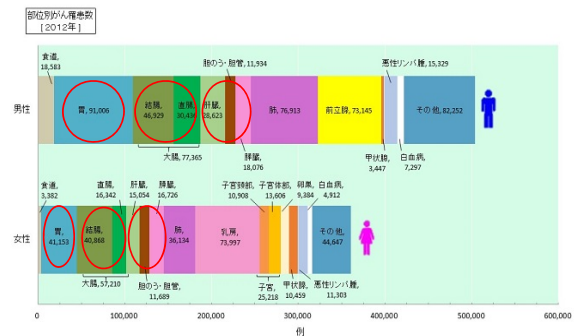 部位別がん罹患数
[2012年]
食道,
18,583
胆のう・胆管, 11,934
悪性リンパ腫, 15,329
男性
胃, 91,006
結腸,
46,929
直腸,
30,436
肝臓,
28,623
肺, 76,913
前立腺, 73,145
その他, 82,252
大腸, 77,365
膵臓,
18,076
甲状腺,
3,447
白血病,
7,297
食道,
3,382
直腸,
16,342
肝臓,
15,054
膵臓,
16,726
子宮頸部,
10,908
子宮体部,
13,606
卵巣,
9,384
白血病,
4,912
女性
胃,
41,153
結腸,
40,868
肺,
36,134
乳房,
73,997
その他,
44,647
大腸, 57,210
胆のう・胆管,
11,689
子宮,
25,218
甲状腺,
10,459
悪性リンパ腫,
11,303
0
100,000
200,000
300,000
400,000
500,000
600,000
例